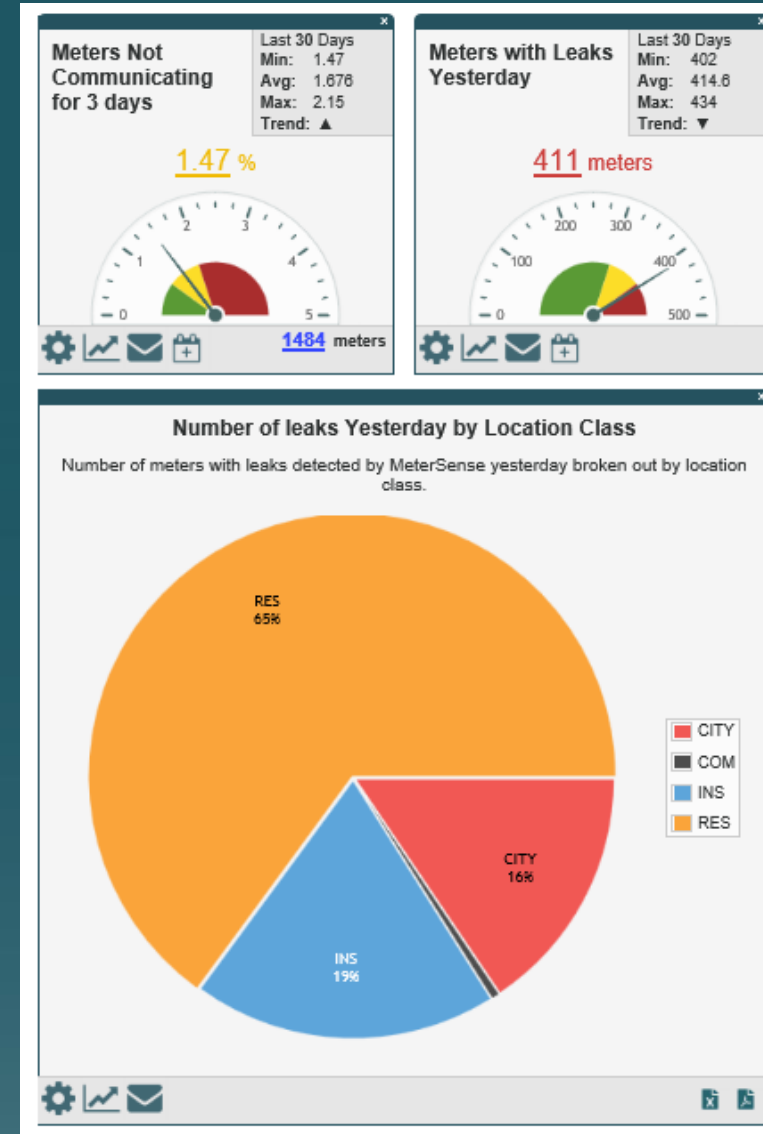 Meters Not
Communicating
for 3 days
Last 30 Days
Min: 1.47
Avg: 1.676
Max: 2.15
Trend: ▲
1.47 %
0
1
2
3
4
5
1484 meters
Meters with Leaks
Yesterday
Last 30 Days
Min: 402
Avg: 414.6
Max: 434
Trend: ▼
411 meters
0
100
200
300
400
500
Number of leaks Yesterday by Location Class
Number of meters with leaks detected by MeterSense yesterday broken out by location
class.
RES
65%
CITY
16%
INS
19%
CITY
COM
INS
RES